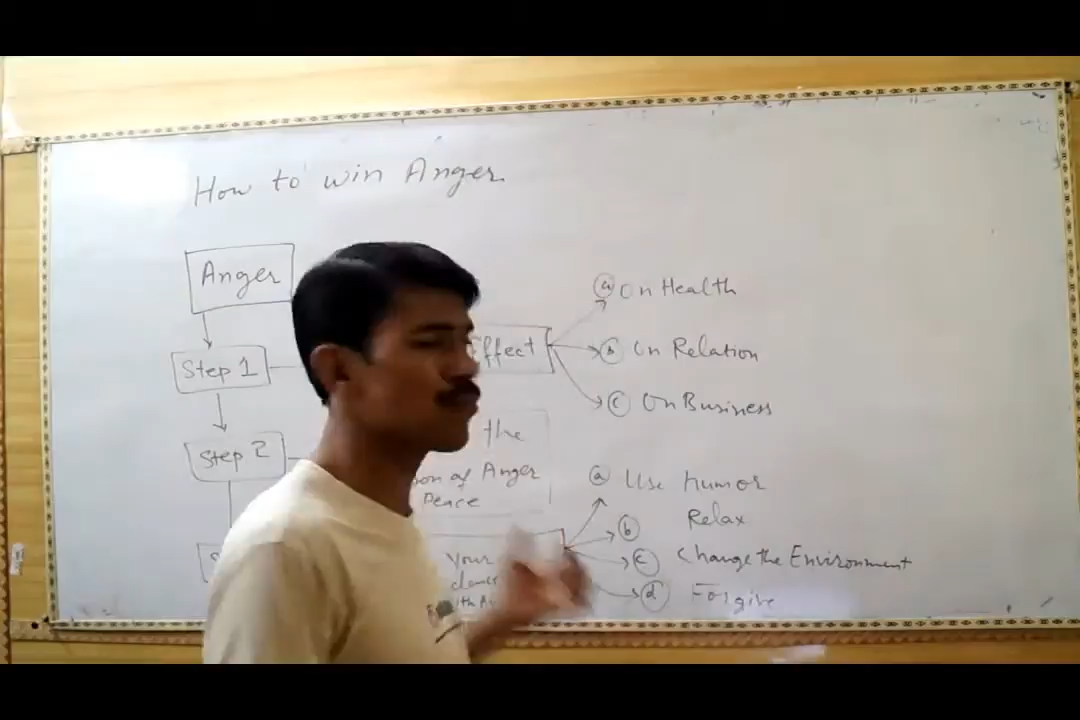 How to win Anger
Anger
Step 1
Effect
ⓐ On Health
ⓑ On Relation
ⓒ On Business
Step 2
the
of Anger
Peace
Your
ⓐ Use humor
ⓑ Relax
ⓒ Change the Environment
ⓓ Forgive